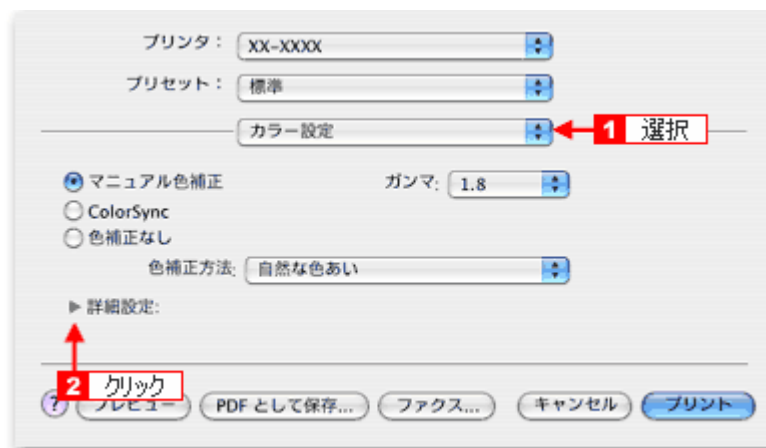 プリンタ： XX-XXXX
プリセット： 標準
カラー設定 1 選択
マニュアル色補正 ガンマ: 1.8
ColorSync
色補正なし
色補正方法: 自然な色あい
詳細設定:
2 クリック
? プレビュー PDF として保存... ファクス... キャンセル プリント